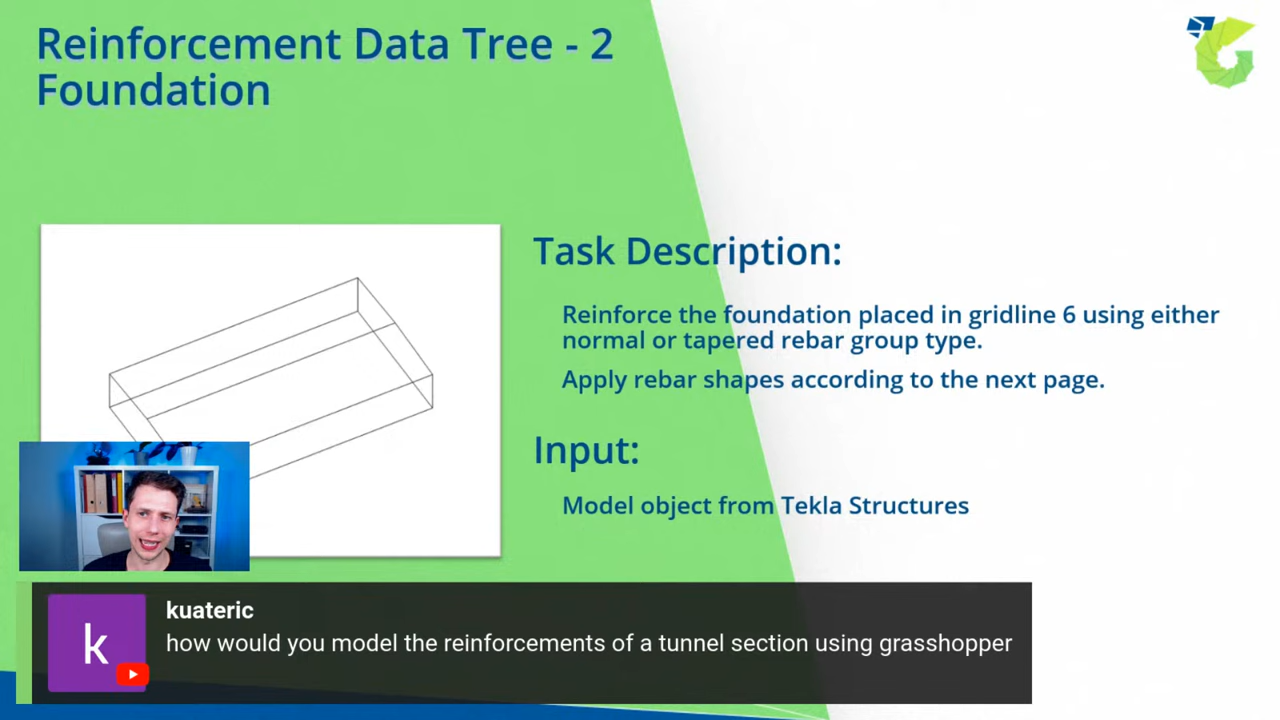 Reinforcement Data Tree - 2
Foundation
Task Description:
Reinforce the foundation placed in gridline 6 using either
normal or tapered rebar group type.
Apply rebar shapes according to the next page.
Input:
Model object from Tekla Structures
k
kuateric
how would you model the reinforcements of a tunnel section using grasshopper